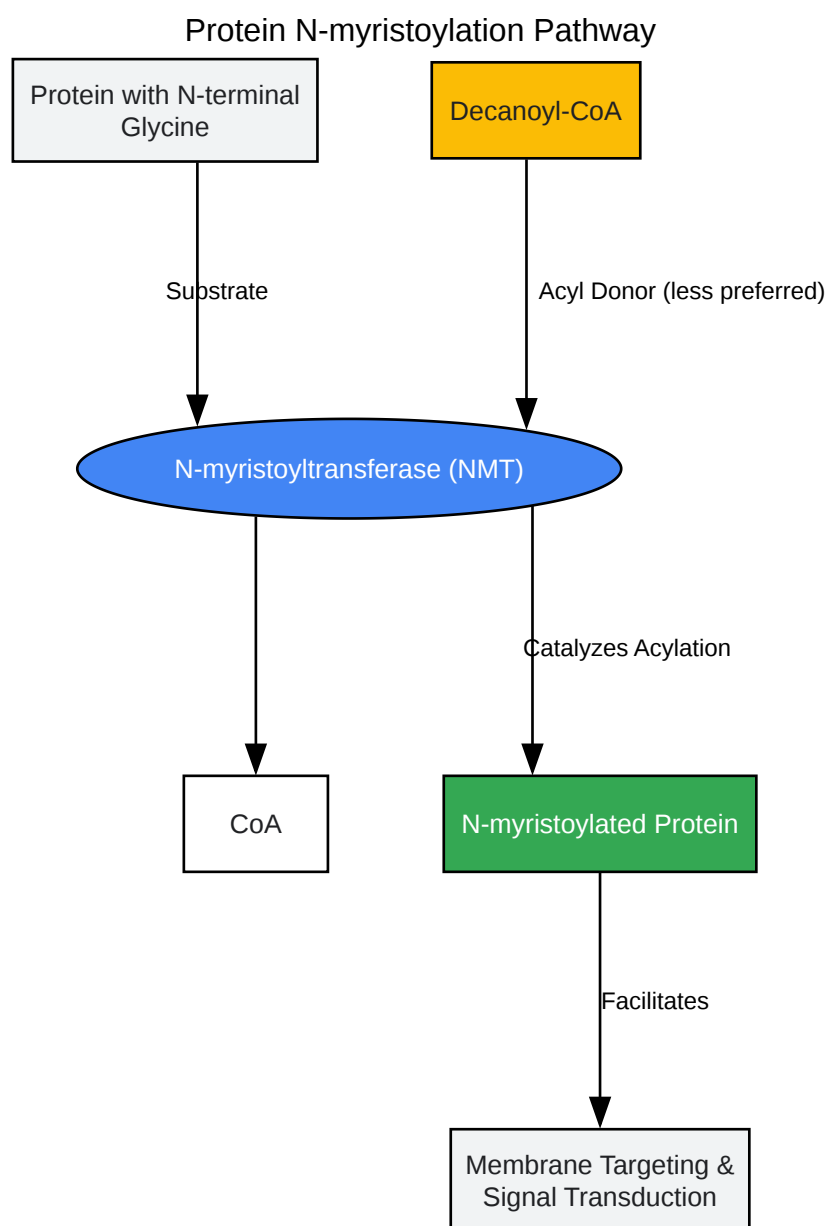 Protein N-myristoylation Pathway
Protein with N-terminal
Glycine
Decanoyl-CoA
Substrate
Acyl Donor (less preferred)
N-myristoyltransferase (NMT)
Catalyzes Acylation
CoA
N-myristoylated Protein
Facilitates
Membrane Targeting &
Signal Transduction